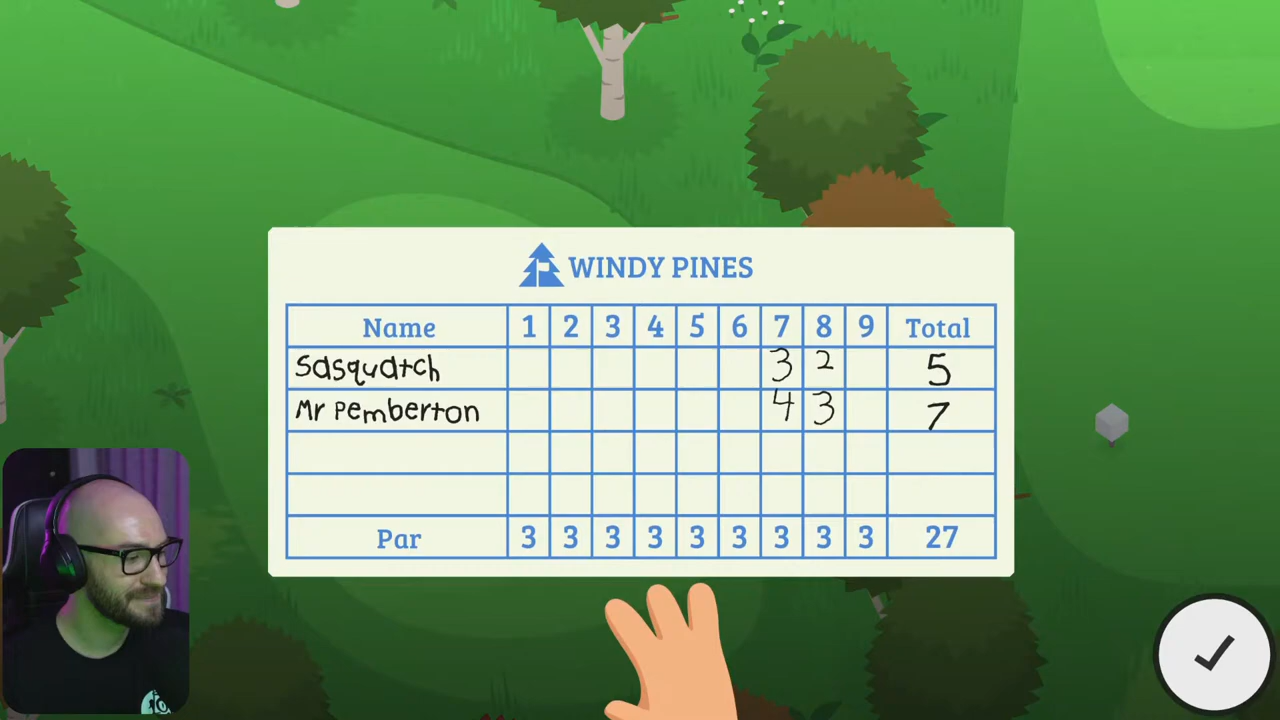 WINDY PINES
Name 1 2 3 4 5 6 7 8 9 Total
Sasquatch 3 2 5
Mr Pemberton 4 3 7
Par 3 3 3 3 3 3 3 3 3 27